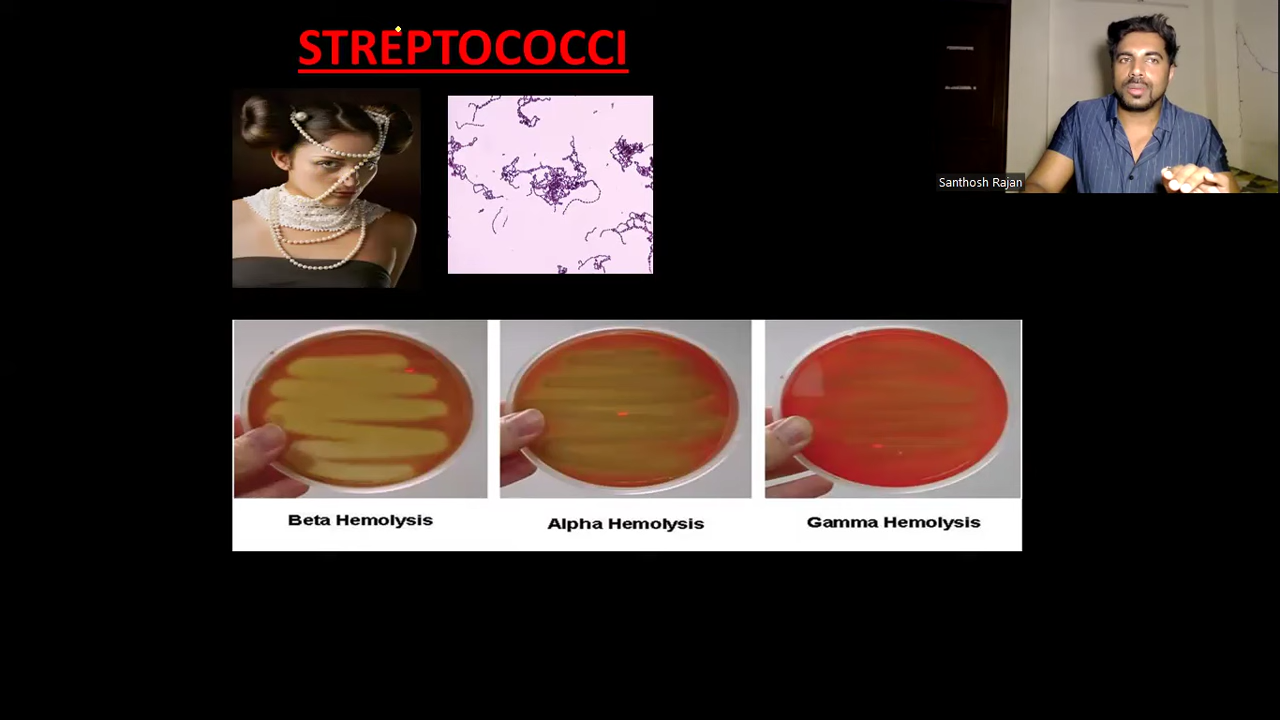 STREPTOCOCCI
Santhosh Rajan
Beta Hemolysis
Alpha Hemolysis
Gamma Hemolysis